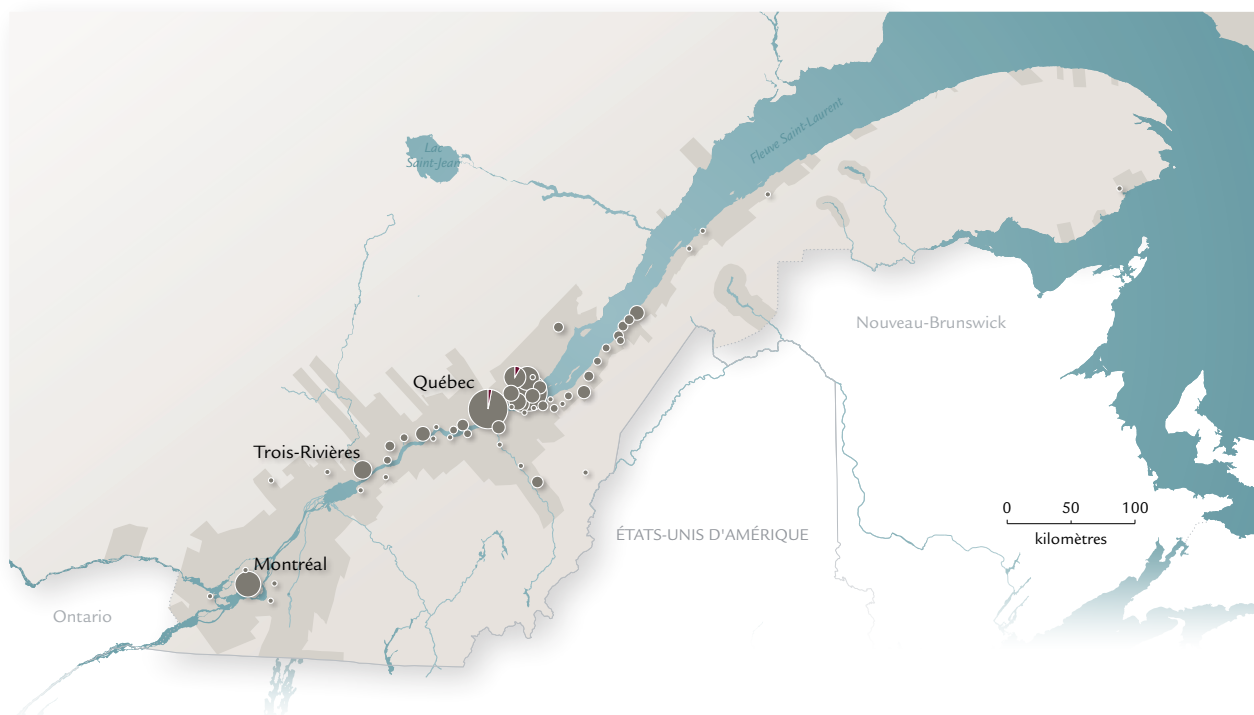 Fleuve Saint-Laurent
Lac
Saint-Jean
Nouveau-Brunswick
Québec
Trois-Rivières
0 50 100
kilomètres
ÉTATS-UNIS D'AMÉRIQUE
Montréal
Ontario